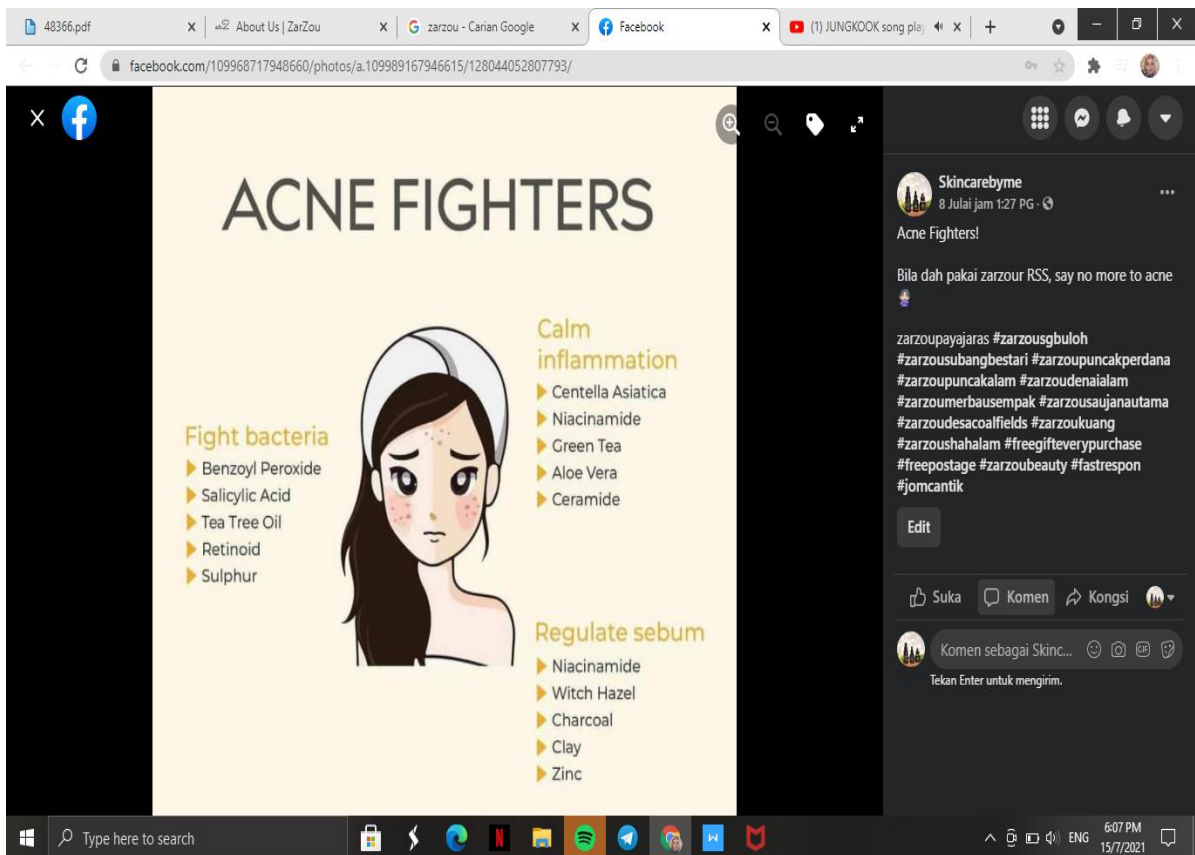 48366.pdf
About Us | ZarZou
zarzou - Carian Google
Facebook
(1) JUNGKOOK song play
facebook.com/109968717948660/photos/a.109989167946615/128044052807793/
ACNE FIGHTERS
Fight bacteria
Benzoyl Peroxide
Salicylic Acid
Tea Tree Oil
Retinoid
Sulphur
Calm
inflammation
Centella Asiatica
Niacinamide
Green Tea
Aloe Vera
Ceramide
Regulate sebum
Niacinamide
Witch Hazel
Charcoal
Clay
Zinc
Skincarebyme
8 Julai jam 1:27 PG ·
Acne Fighters!
Bila dah pakai zarzour RSS, say no more to acne
zarzoupayajaras #zarzousgbuloh
#zarzousubangbestari #zarzoupuncakperdana
#zarzoupuncakalam #zarzoudenaialam
#zarzoumerbausempak #zarzousaujanautama
#zarzoudesacoalfields #zarzoukuang
#zarzoushahalam #freegifteverypurchase
#freepostage #zarzoubeauty #fastrespon
#jomcantik
Edit
Suka Komen Kongsi
Komen sebagai Skinc... GIF
Tekan Enter untuk mengirim.
Type here to search
ENG
6:07 PM
15/7/2021